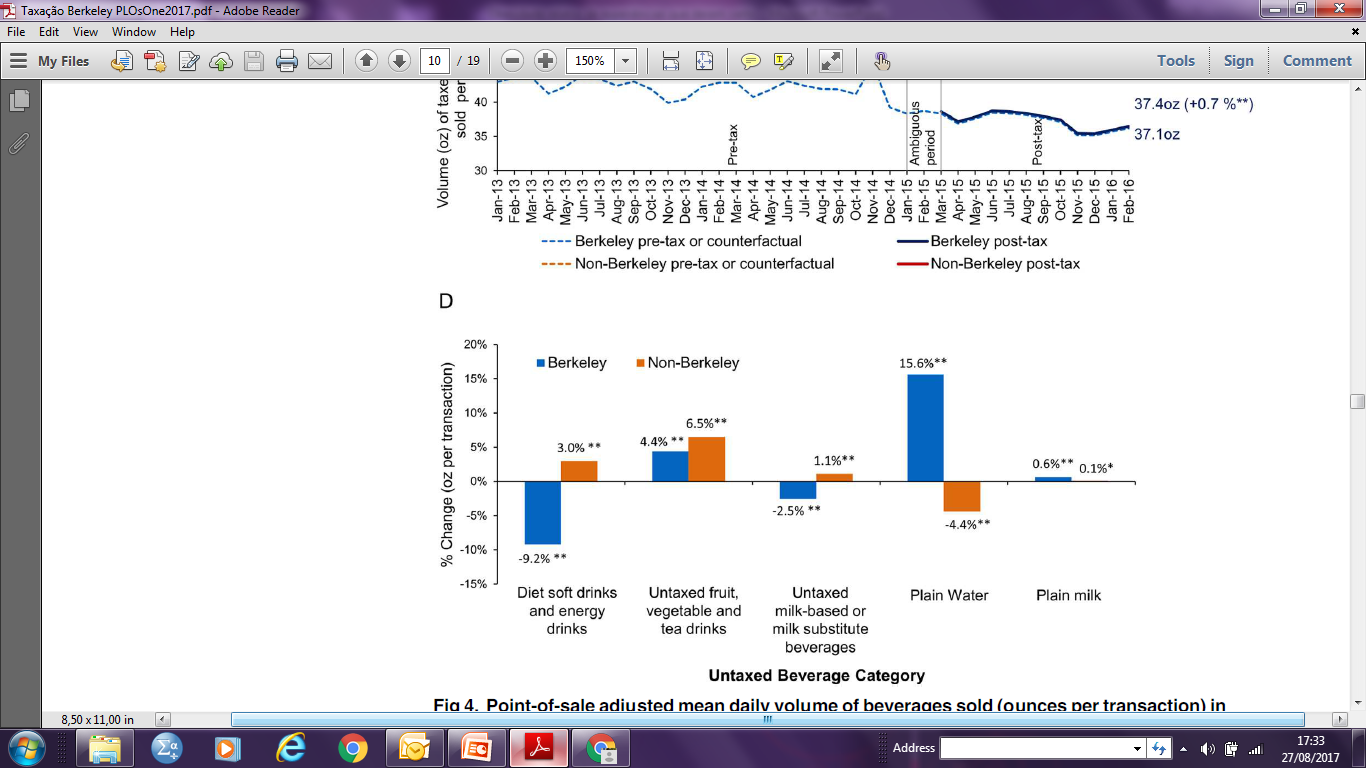 Taxação Berkeley PLOsOne2017.pdf - Adobe Reader
File Edit View Window Help
My Files 10 / 19 150% Tools Sign Comment
Volume (oz) of taxe
sold per
40
35
30
Pre-tax
Ambiguous
period
Post-tax
37.4oz (+0.7 %**)
37.1oz
Jan-13 Feb-13 Mar-13 Apr-13 May-13 Jun-13 Jul-13 Aug-13 Sep-13 Oct-13 Nov-13 Dec-13 Jan-14 Feb-14 Mar-14 Apr-14 May-14 Jun-14 Jul-14 Aug-14 Sep-14 Oct-14 Nov-14 Dec-14 Jan-15 Feb-15 Mar-15 Apr-15 May-15 Jun-15 Jul-15 Aug-15 Sep-15 Oct-15 Nov-15 Dec-15 Jan-16 Feb-16
Berkeley pre-tax or counterfactual Berkeley post-tax
Non-Berkeley pre-tax or counterfactual Non-Berkeley post-tax
D
% Change (oz per transaction)
20%
15%
10%
5%
0%
-5%
-10%
-15%
Berkeley Non-Berkeley
-9.2% ** 3.0% **
4.4% ** 6.5%**
-2.5% ** 1.1%**
15.6%** -4.4%**
0.6%** 0.1%*
Diet soft drinks
and energy
drinks
Untaxed fruit,
vegetable and
tea drinks
Untaxed
milk-based or
milk substitute
beverages
Plain Water
Plain milk
Untaxed Beverage Category
Fig 4. Point-of-sale adjusted mean daily volume of beverages sold (ounces per transaction) in
8,50 x 11,00 in
Address
17:33
27/08/2017